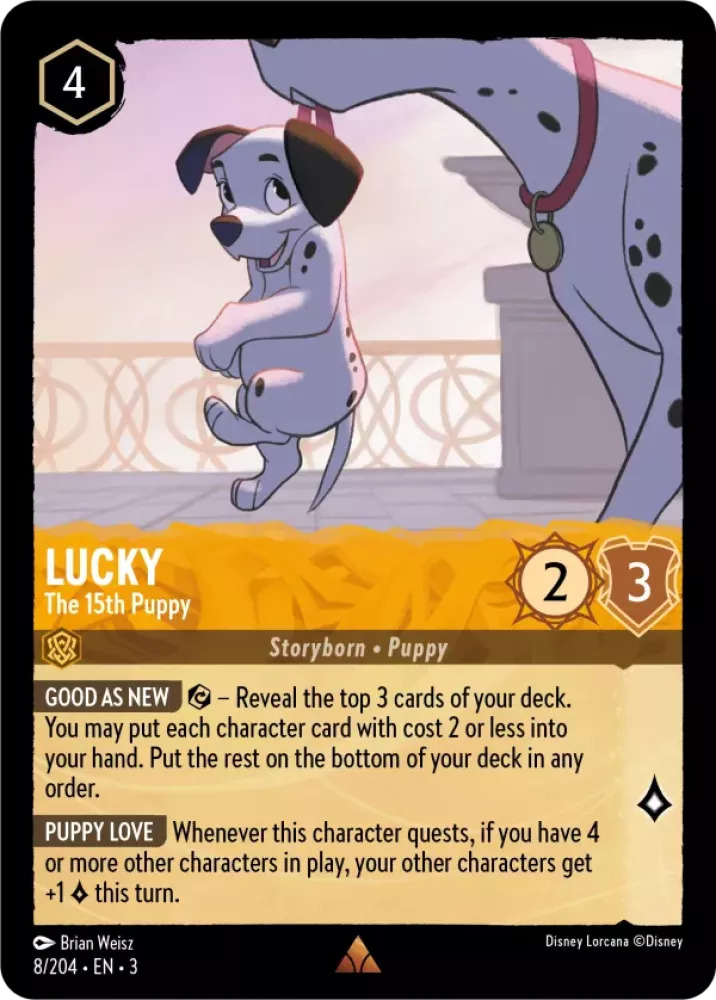 4
LUCKY
The 15th Puppy
2
3
Storyborn • Puppy
GOOD AS NEW – Reveal the top 3 cards of your deck.
You may put each character card with cost 2 or less into
your hand. Put the rest on the bottom of your deck in any
order.
PUPPY LOVE Whenever this character quests, if you have 4
or more other characters in play, your other characters get
+1 this turn.
Brian Weisz
Disney Lorcana ©Disney
8/204 • EN • 3